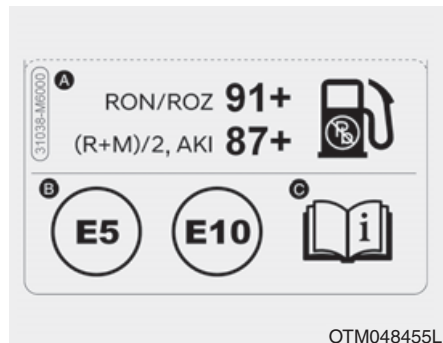 31038-M6000
A
RON/ROZ 91+
(R+M)/2, AKI 87+
Pb
B
C
E5
E10
i
OTM048455L